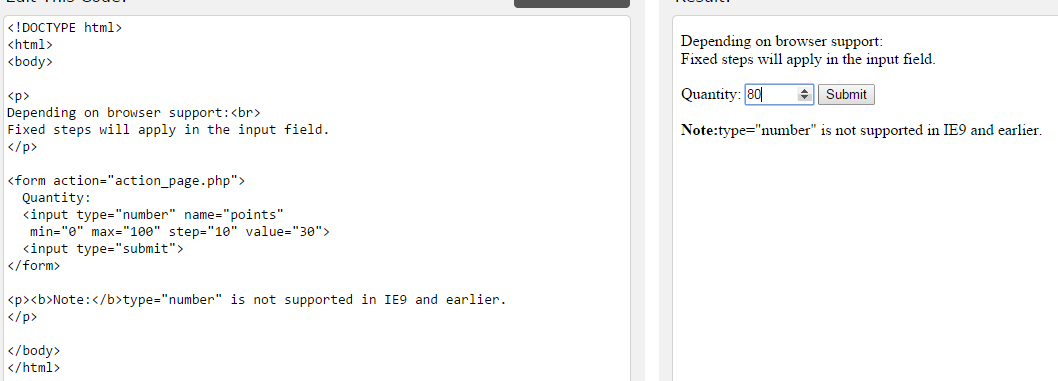 Edit This Code:
Result:
<!DOCTYPE html>
<html>
<body>
<p>
Depending on browser support:<br>
Fixed steps will apply in the input field.
</p>
<form action="action_page.php">
Quantity:
<input type="number" name="points"
min="0" max="100" step="10" value="30">
<input type="submit">
</form>
<p><b>Note:</b>type="number" is not supported in IE9 and earlier.
</p>
</body>
</html>
Depending on browser support:
Fixed steps will apply in the input field.
Quantity: 80 Submit
Note:type="number" is not supported in IE9 and earlier.